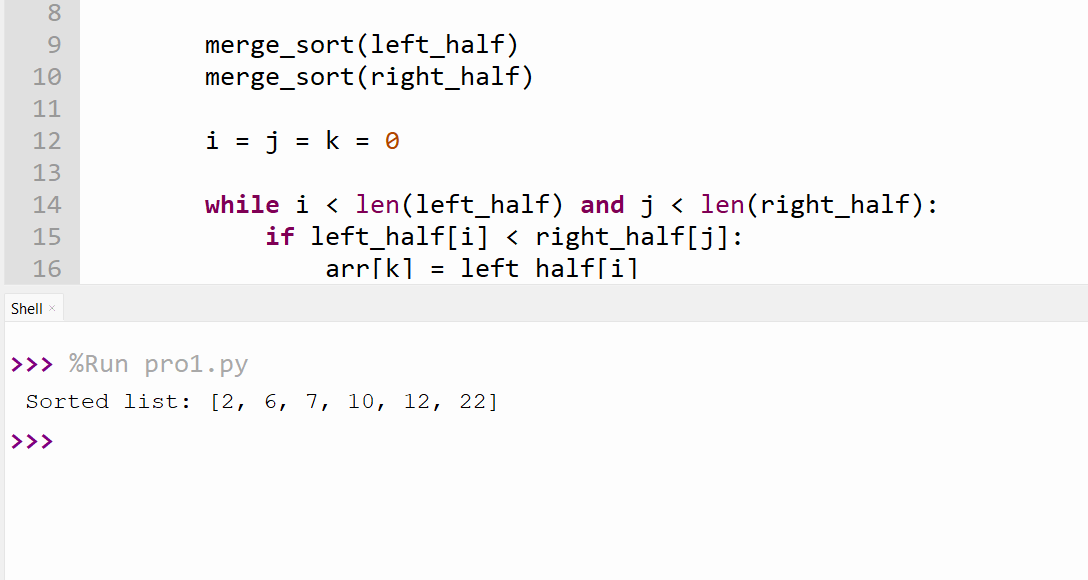 8
9 merge_sort(left_half)
10 merge_sort(right_half)
11
12 i = j = k = 0
13
14 while i < len(left_half) and j < len(right_half):
15 if left_half[i] < right_half[j]:
16 arr[k] = left_half[i]
Shell ×
>>> %Run pro1.py
Sorted list: [2, 6, 7, 10, 12, 22]
>>>